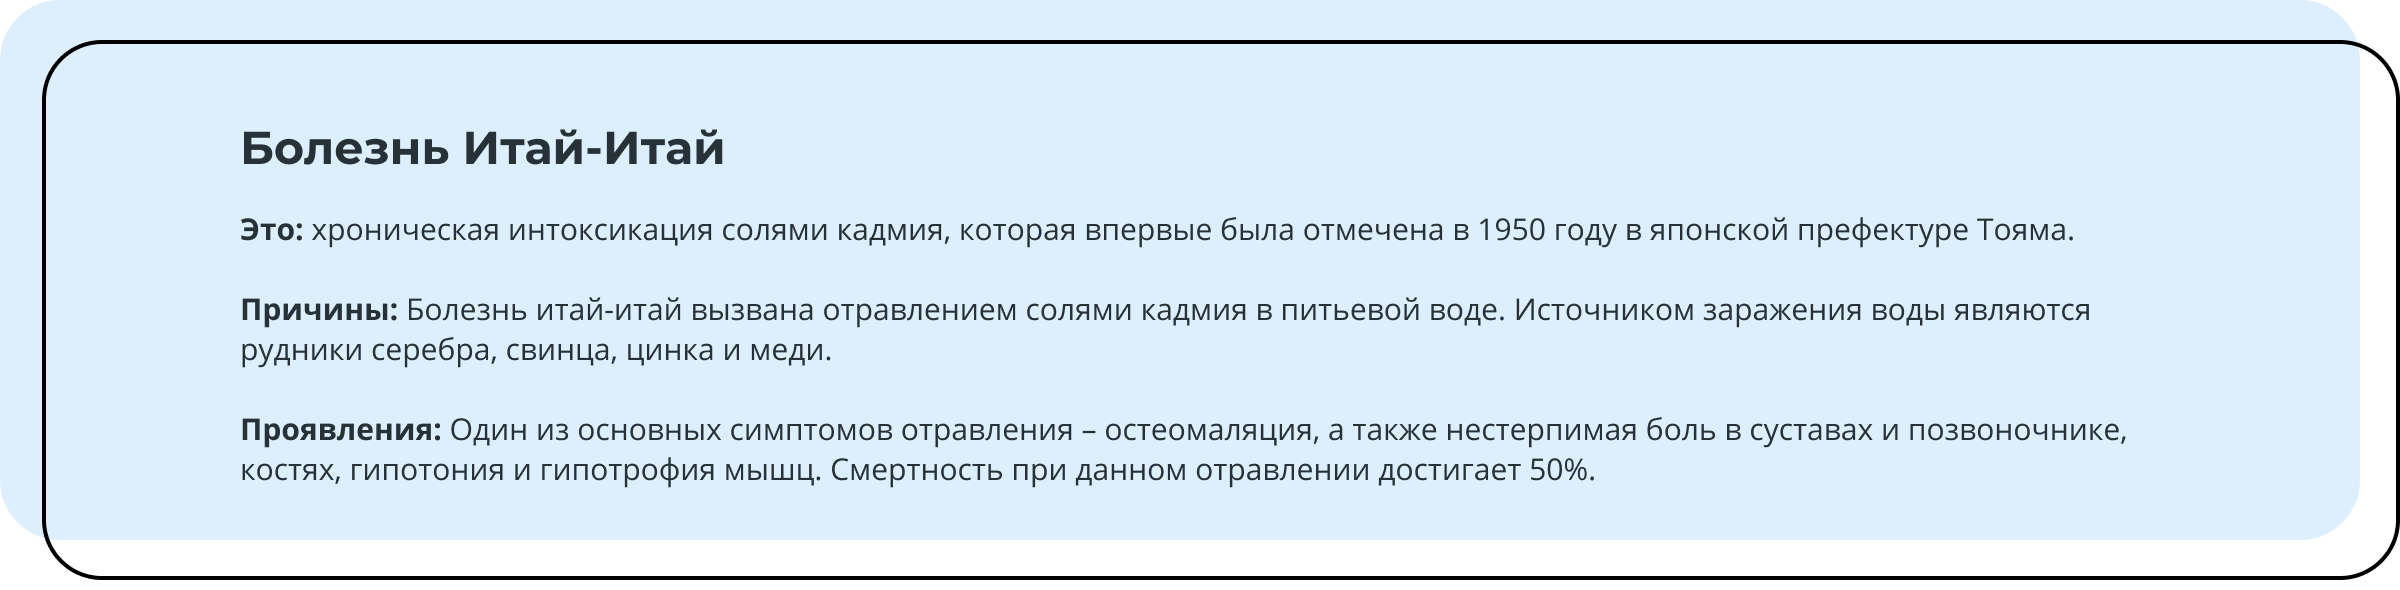 Болезнь Итай-Итай
Это: хроническая интоксикация солями кадмия, которая впервые была отмечена в 1950 году в японской префектуре Тояма.
Причины: Болезнь итай-итай вызвана отравлением солями кадмия в питьевой воде. Источником заражения воды являются
рудники серебра, свинца, цинка и меди.
Проявления: Один из основных симптомов отравления – остеомаляция, а также нестерпимая боль в суставах и позвоночнике,
костях, гипотония и гипотрофия мышц. Смертность при данном отравлении достигает 50%.